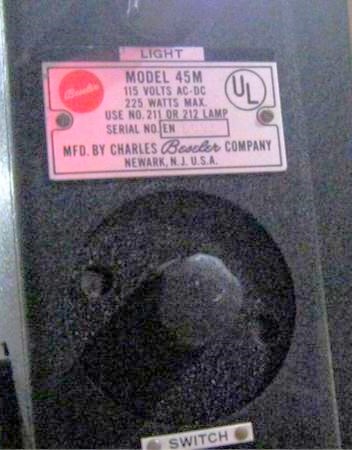 LIGHT
Beseler
MODEL 45M
115 VOLTS AC-DC
225 WATTS MAX.
USE NO. 211 OR 212 LAMP
SERIAL NO. EN
MFD. BY CHARLES Beseler COMPANY
NEWARK, N.J. U.S.A.
UL
SWITCH